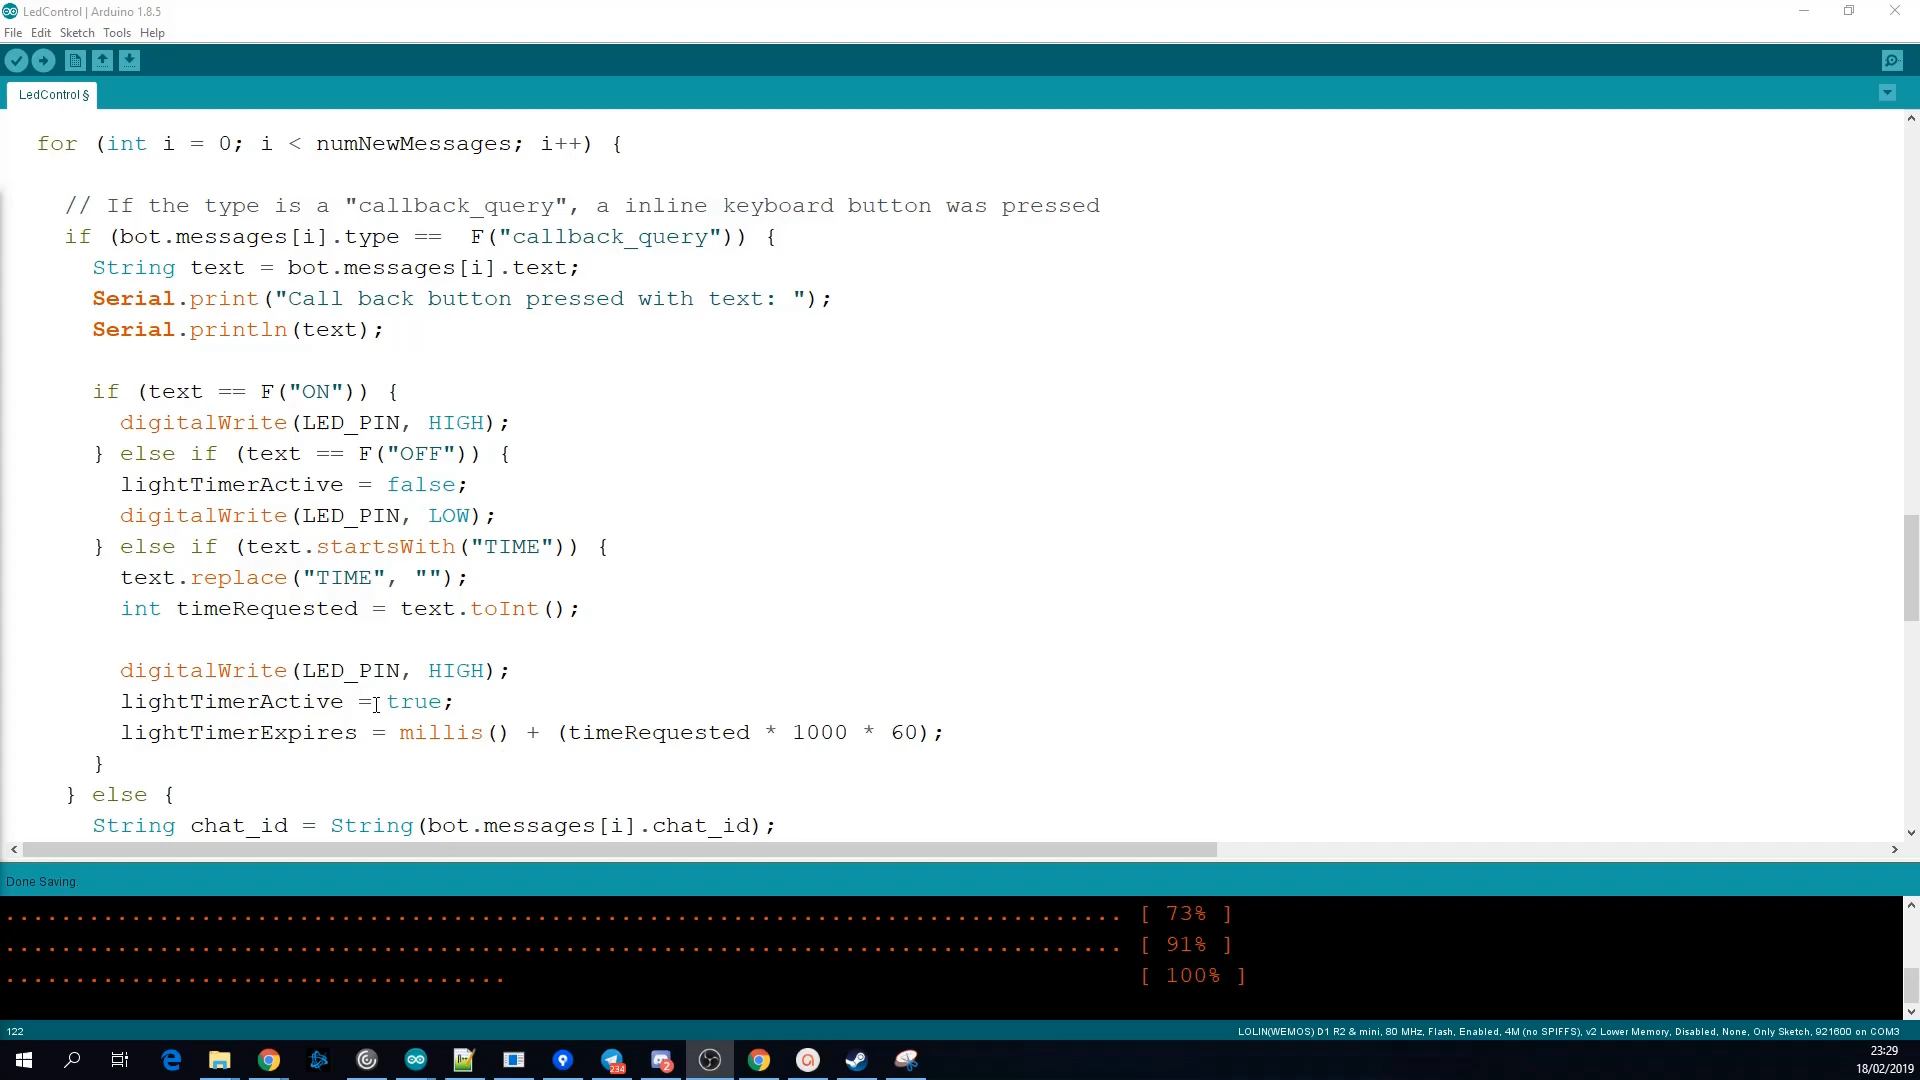 LedControl | Arduino 1.8.5
File Edit Sketch Tools Help
LedControl §
for (int i = 0; i < numNewMessages; i++) {
// If the type is a "callback_query", a inline keyboard button was pressed
if (bot.messages[i].type ==  F("callback_query")) {
String text = bot.messages[i].text;
Serial.print("Call back button pressed with text: ");
Serial.println(text);
if (text == F("ON")) {
digitalWrite(LED_PIN, HIGH);
} else if (text == F("OFF")) {
lightTimerActive = false;
digitalWrite(LED_PIN, LOW);
} else if (text.startsWith("TIME")) {
text.replace("TIME", "");
int timeRequested = text.toInt();
digitalWrite(LED_PIN, HIGH);
lightTimerActive = true;
lightTimerExpires = millis() + (timeRequested * 1000 * 60);
}
} else {
String chat_id = String(bot.messages[i].chat_id);
Done Saving.
................................................................................ [ 73% ]
................................................................................ [ 91% ]
.................................... [ 100% ]
122
LOLIN(WEMOS) D1 R2 & mini, 80 MHz, Flash, Enabled, 4M (no SPIFFS), v2 Lower Memory, Disabled, None, Only Sketch, 921600 on COM3
234
2
23:29
18/02/2019